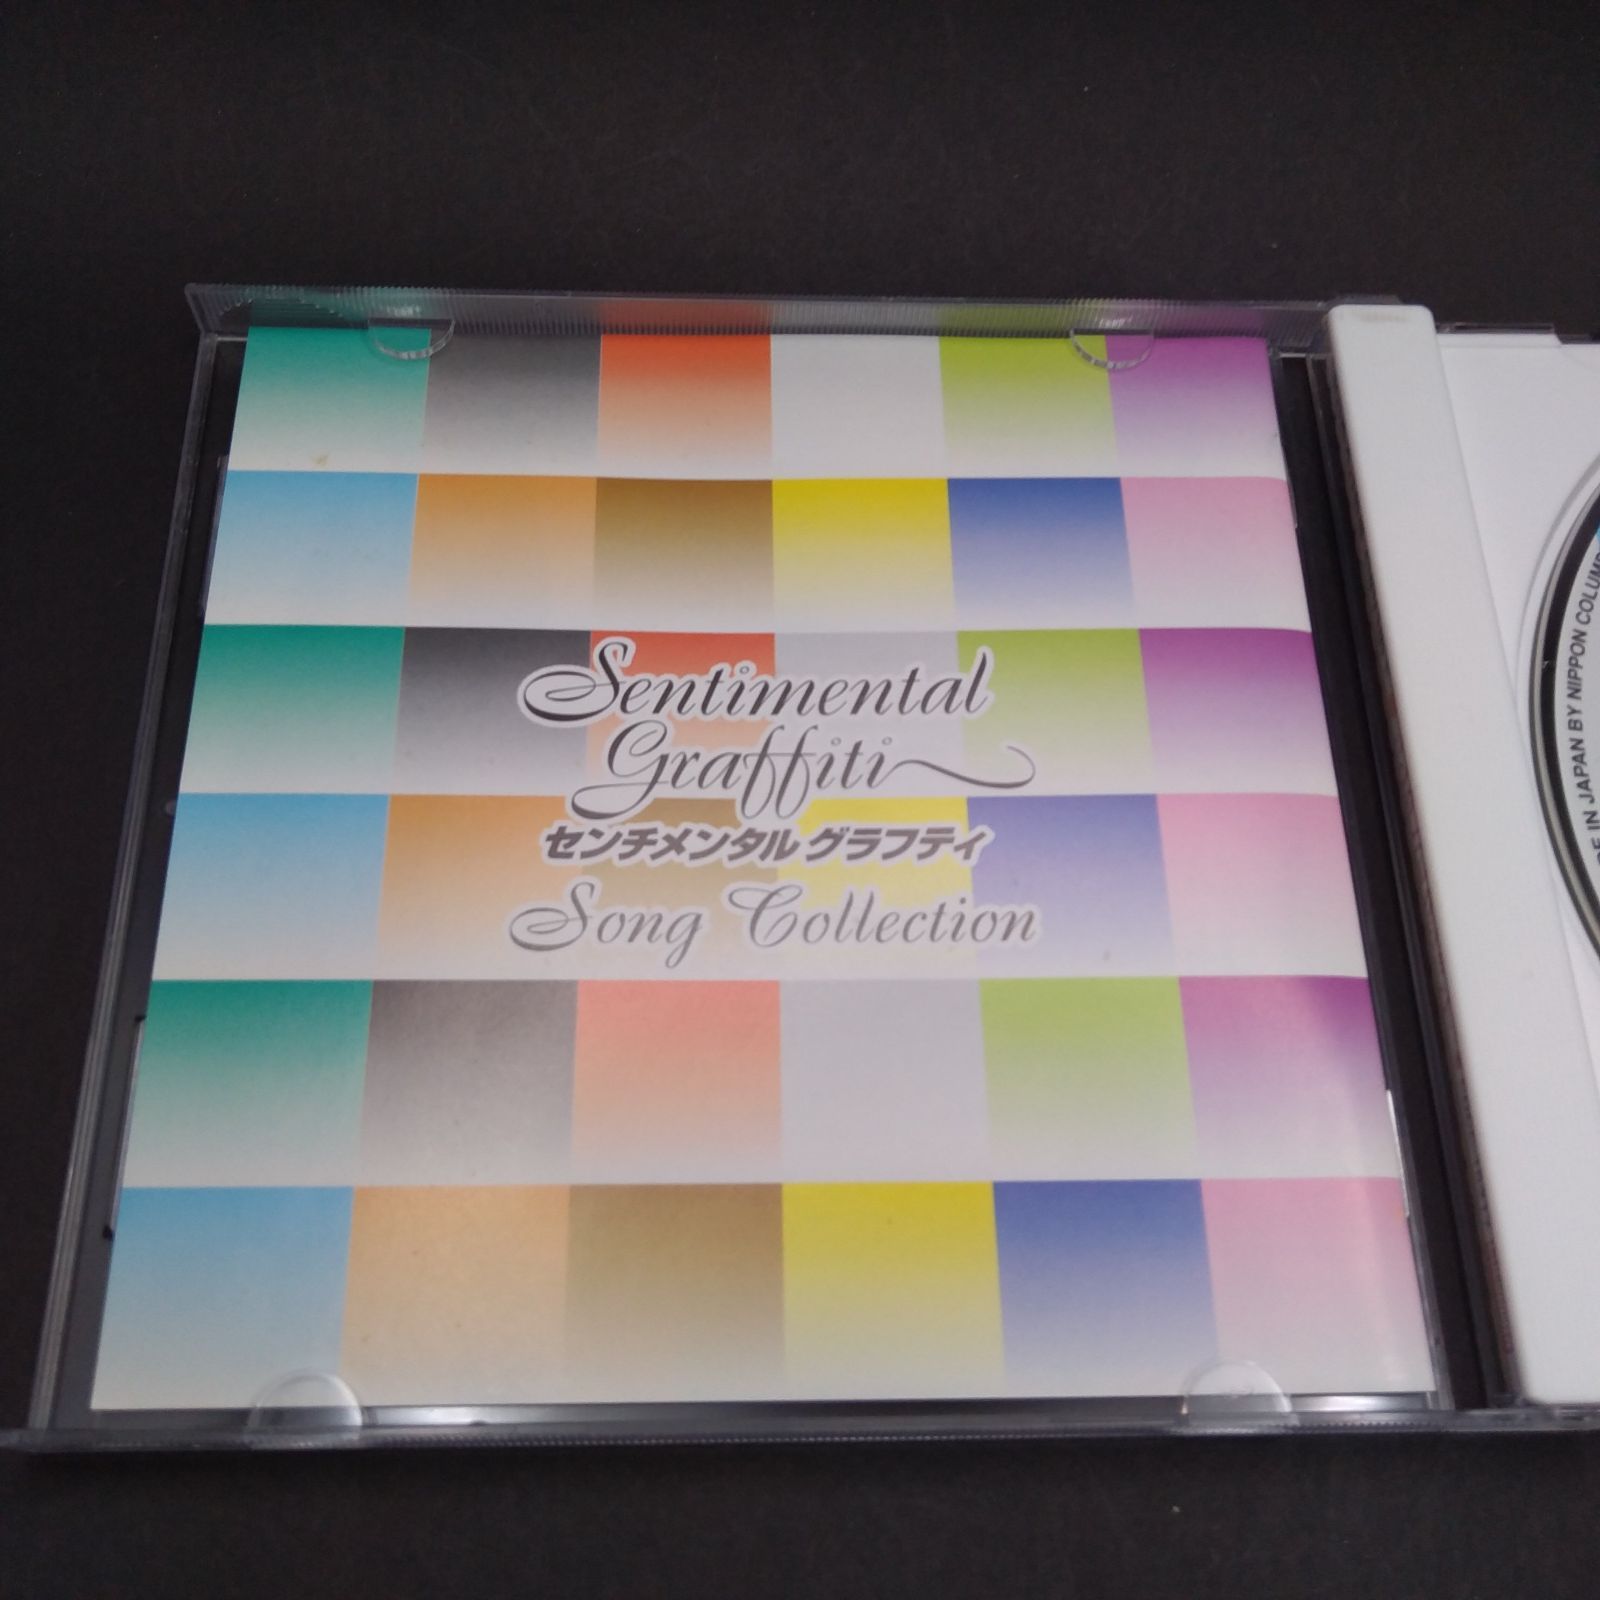 Sentimental
Graffiti
センチメンタル グラフティ
Song Collection
IN JAPAN BY NIPPON